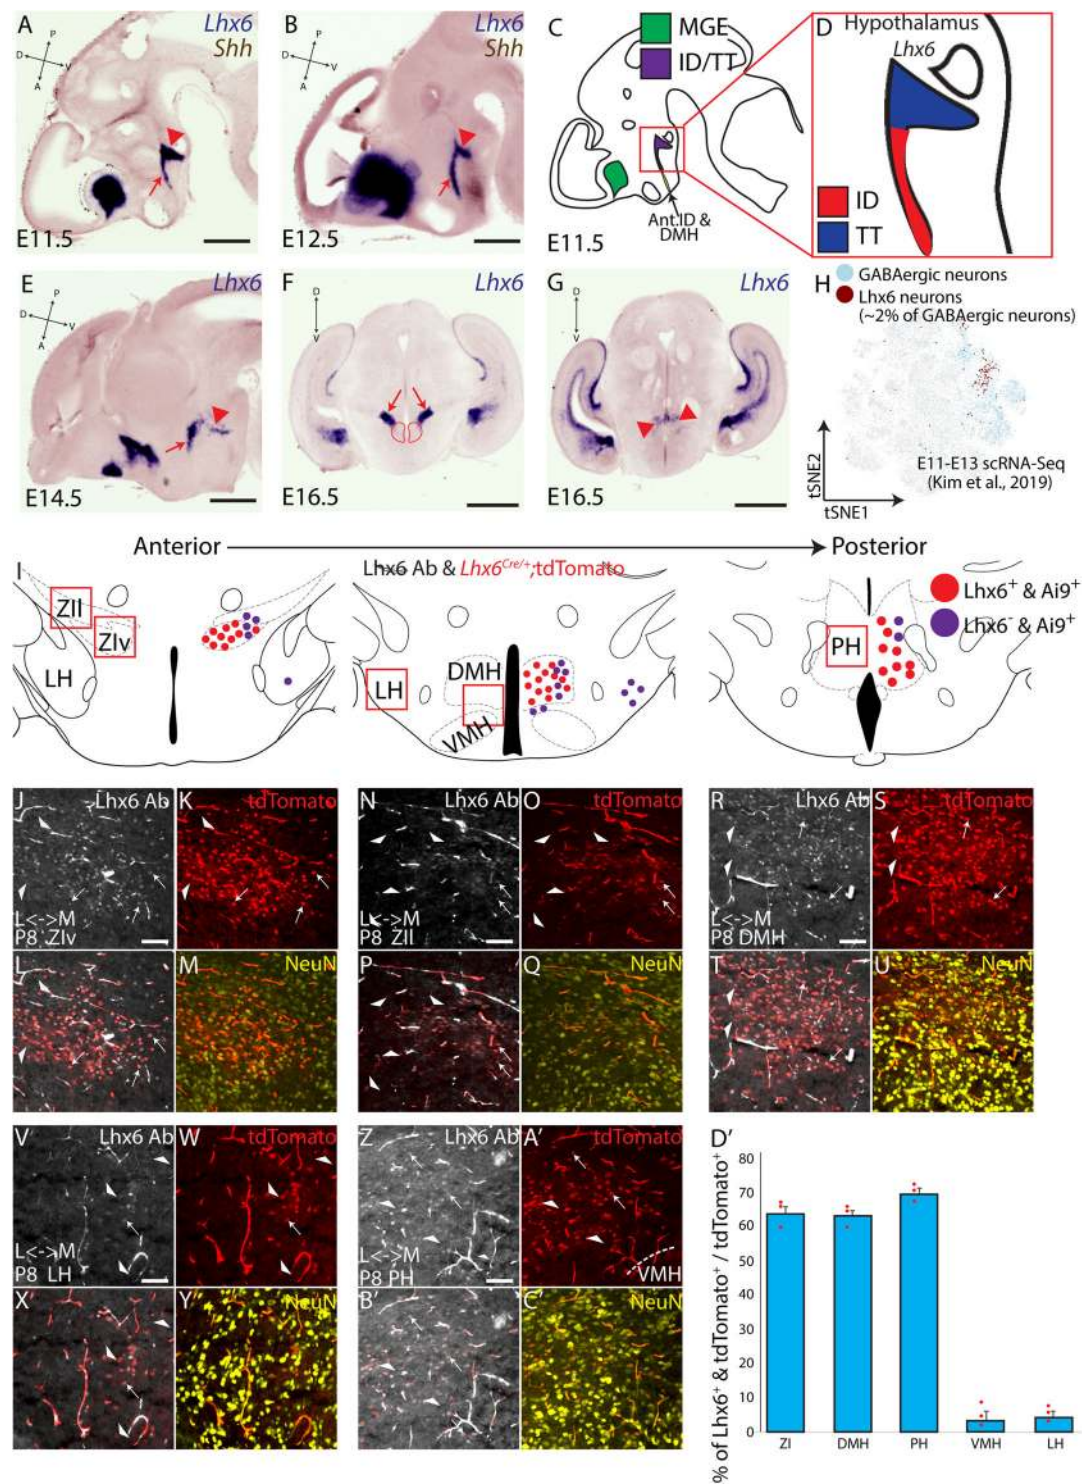 A
Lhx6
Shh
P
D
V
A
E11.5
B
Lhx6
Shh
P
D
V
A
E12.5
C
MGE
ID/TT
Ant.ID &
DMH
E11.5
D
Hypothalamus
Lhx6
ID
TT
E
Lhx6
P
D
V
A
E14.5
F
Lhx6
D
V
E16.5
G
Lhx6
D
V
E16.5
H
GABAergic neurons
Lhx6 neurons
(~2% of GABAergic neurons)
tSNE2
tSNE1
E11-E13 scRNA-Seq
(Kim et al., 2019)
Anterior
Posterior
I
Lhx6 Ab & Lhx6Cre/+;tdTomato
ZIl
ZIv
LH
LH
DMH
VMH
PH
Lhx6+ & Ai9+
Lhx6- & Ai9+
J
Lhx6 Ab
L<->M
P8 ZIv
K
tdTomato
N
Lhx6 Ab
L<->M
P8 ZIl
O
tdTomato
R
Lhx6 Ab
L<->M
P8 DMH
S
tdTomato
L
M
NeuN
P
Q
NeuN
T
U
NeuN
V
Lhx6 Ab
L<->M
P8 LH
W
tdTomato
Z
Lhx6 Ab
L<->M
P8 PH
A'
tdTomato
VMH
X
Y
NeuN
B'
C'
NeuN
D'
% of Lhx6+ & tdTomato+ / tdTomato+
80
70
60
50
40
30
20
10
0
ZI
DMH
PH
VMH
LH